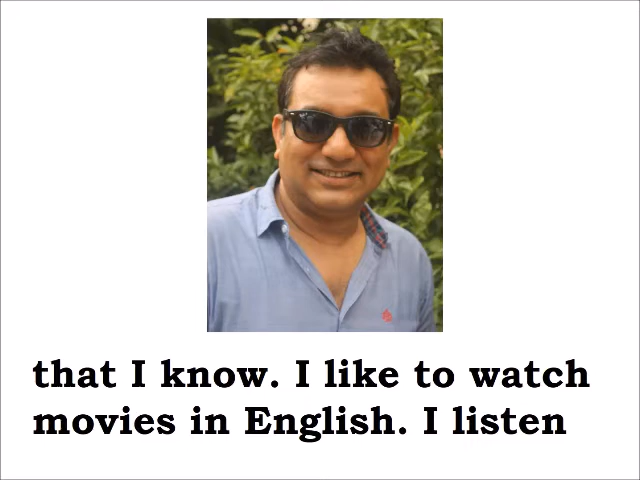 that I know. I like to watch
movies in English. I listen